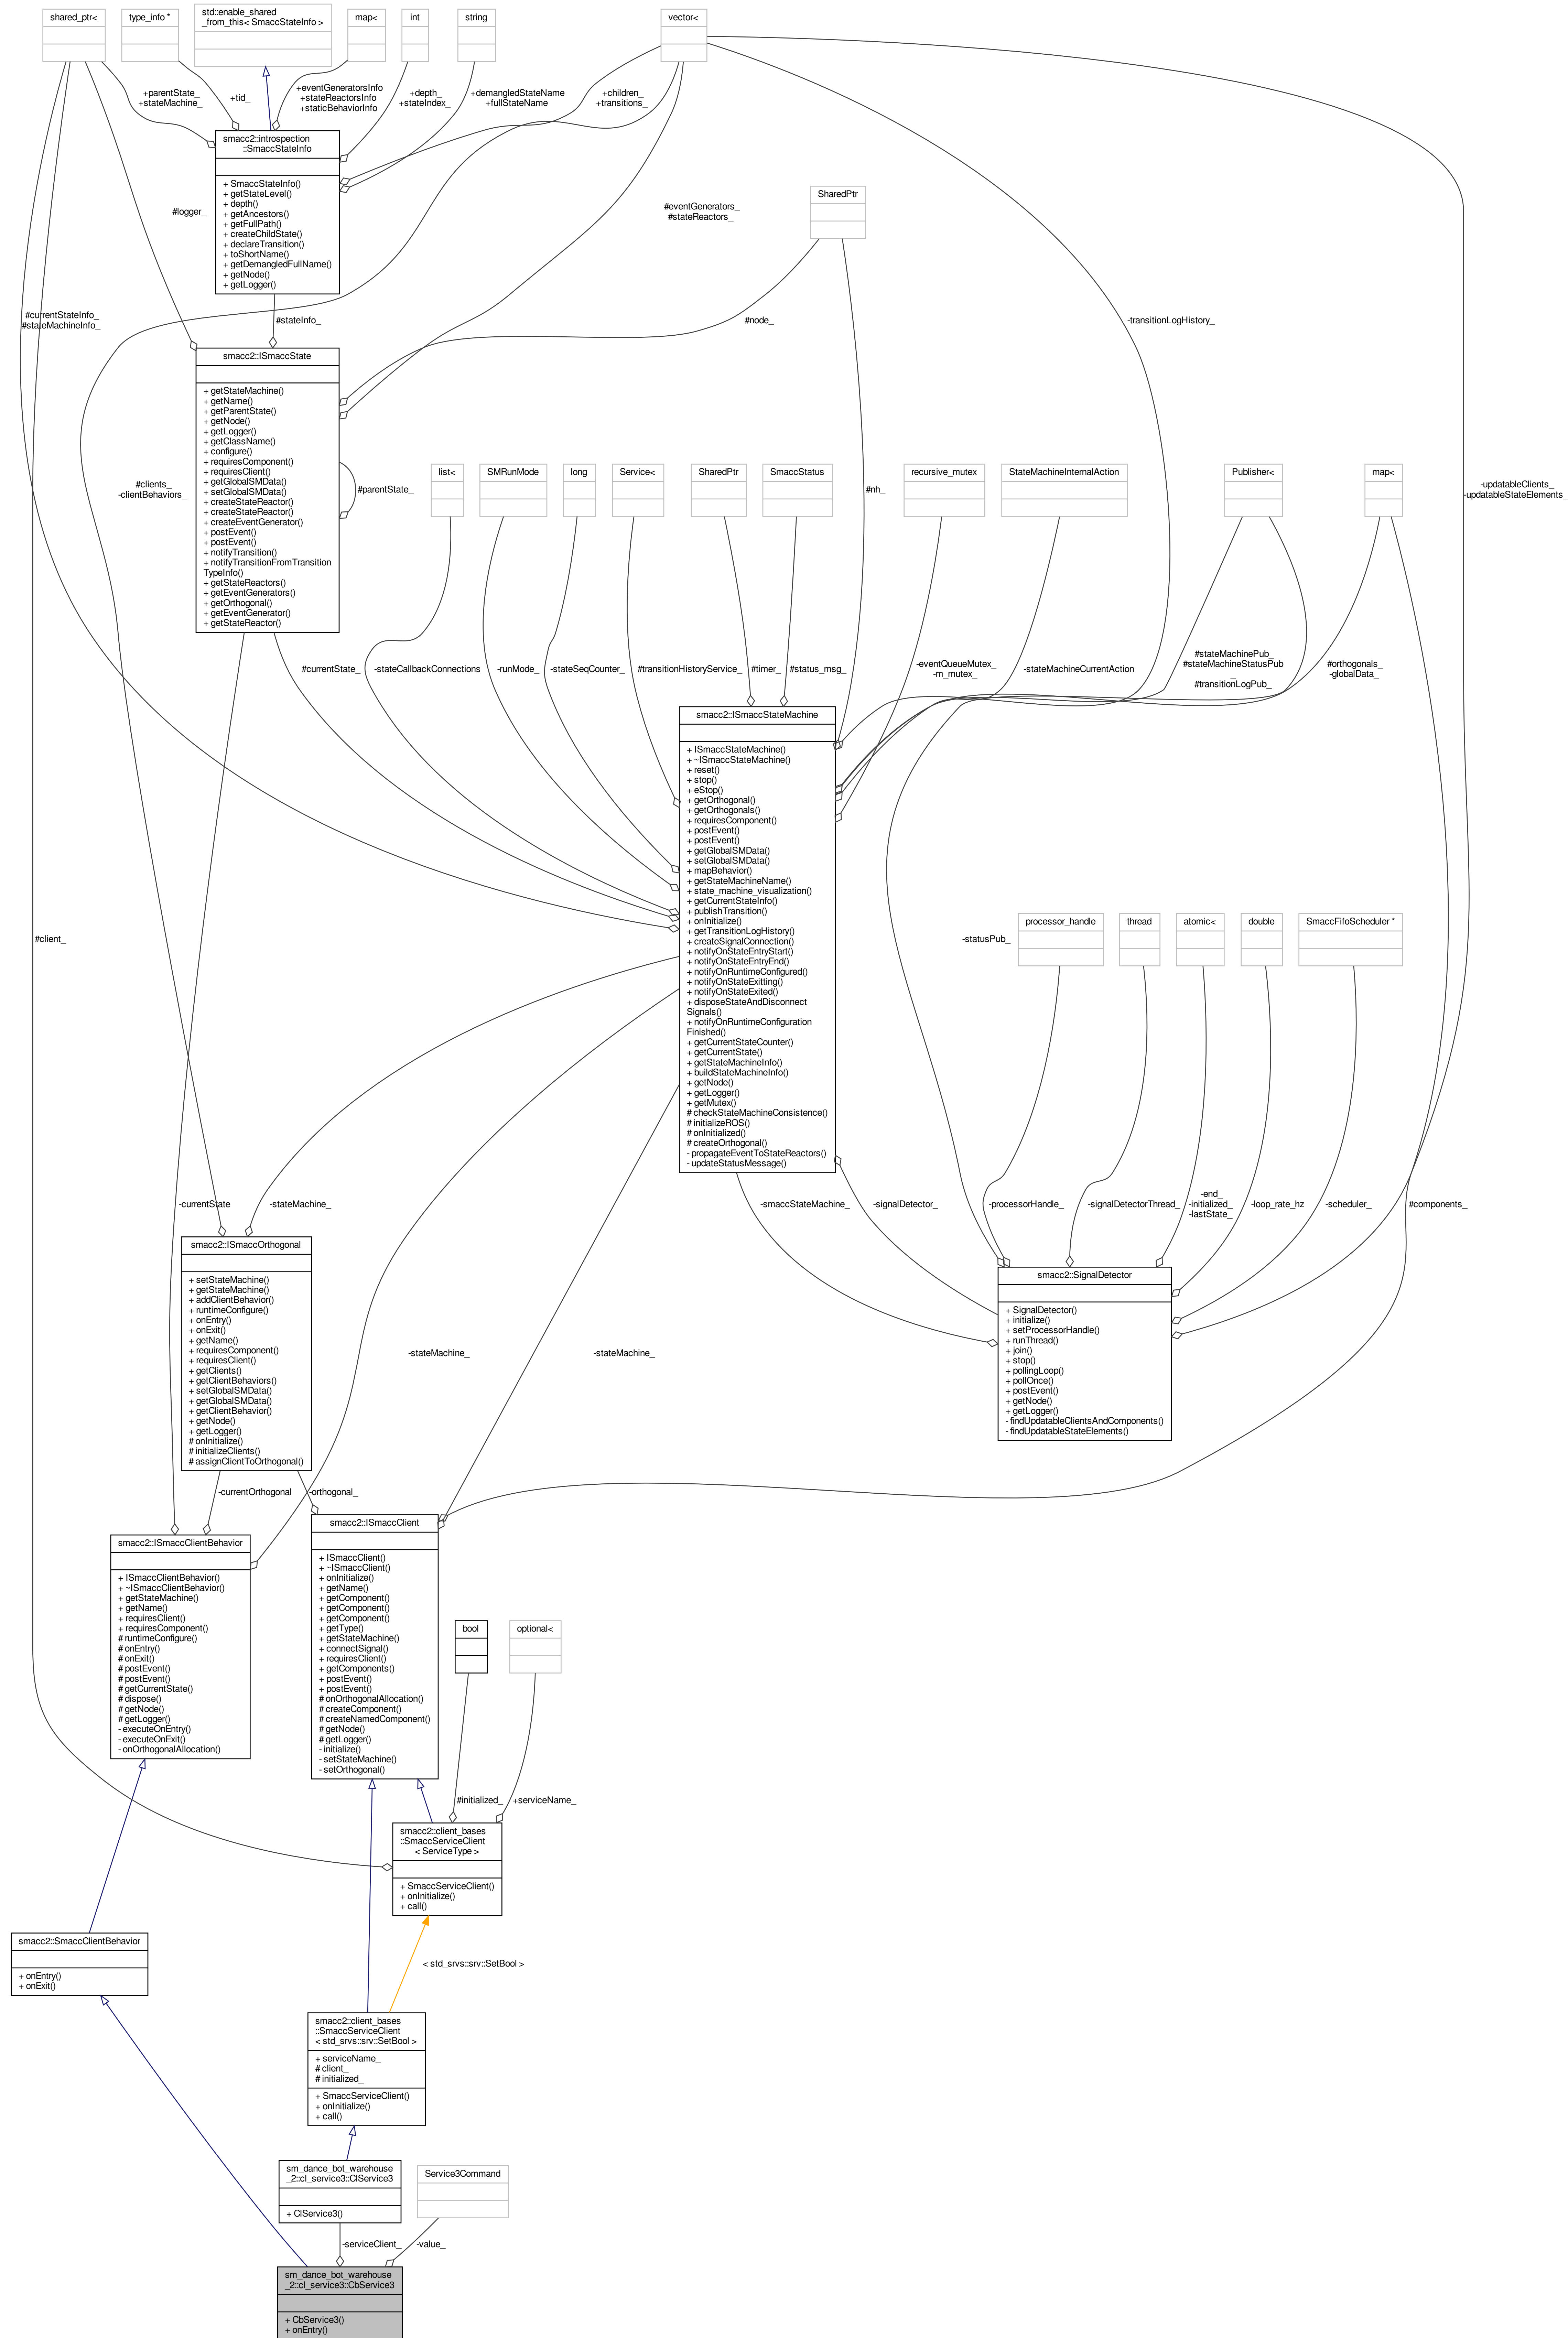 shared_ptr<
type_info *
std::enable_shared
_from_this< SmaccStateInfo >
map<
int
string
vector<
+parentState_
+stateMachine_
+tid_
+eventGeneratorsInfo
+stateReactorsInfo
+staticBehaviorInfo
+depth_
+stateIndex_
+demangledStateName
+fullStateName
+children_
+transitions_
smacc2::introspection
::SmaccStateInfo
+ SmaccStateInfo()
+ getStateLevel()
+ depth()
+ getAncestors()
+ getFullPath()
+ createChildState()
+ declareTransition()
+ toShortName()
+ getDemangledFullName()
+ getNode()
+ getLogger()
SharedPtr
#logger_
#eventGenerators_
#stateReactors_
#currentStateInfo_
#stateMachineInfo_
#stateInfo_
#node_
-transitionLogHistory_
smacc2::ISmaccState
+ getStateMachine()
+ getName()
+ getParentState()
+ getNode()
+ getLogger()
+ getClassName()
+ configure()
+ requiresComponent()
+ requiresClient()
+ getGlobalSMData()
+ setGlobalSMData()
+ createStateReactor()
+ createStateReactor()
+ createEventGenerator()
+ postEvent()
+ postEvent()
+ notifyTransition()
+ notifyTransitionFromTransition
TypeInfo()
+ getStateReactors()
+ getEventGenerators()
+ getOrthogonal()
+ getEventGenerator()
+ getStateReactor()
#clients_
-clientBehaviors_
#parentState_
list<
SMRunMode
long
Service<
SharedPtr
SmaccStatus
#nh_
recursive_mutex
StateMachineInternalAction
Publisher<
map<
-updatableClients_
-updatableStateElements_
#currentState_
-stateCallbackConnections
-runMode_
-stateSeqCounter_
#transitionHistoryService_
#timer_
#status_msg_
-eventQueueMutex_
-m_mutex_
-stateMachineCurrentAction
#stateMachinePub_
#stateMachineStatusPub
_
#transitionLogPub_
#orthogonals_
-globalData_
smacc2::ISmaccStateMachine
+ ISmaccStateMachine()
+ ~ISmaccStateMachine()
+ reset()
+ stop()
+ eStop()
+ getOrthogonal()
+ getOrthogonals()
+ requiresComponent()
+ postEvent()
+ postEvent()
+ getGlobalSMData()
+ setGlobalSMData()
+ mapBehavior()
+ getStateMachineName()
+ state_machine_visualization()
+ getCurrentStateInfo()
+ publishTransition()
+ onInitialize()
+ getTransitionLogHistory()
+ createSignalConnection()
+ notifyOnStateEntryStart()
+ notifyOnStateEntryEnd()
+ notifyOnRuntimeConfigured()
+ notifyOnStateExitting()
+ notifyOnStateExited()
+ disposeStateAndDisconnect
Signals()
+ notifyOnRuntimeConfiguration
Finished()
+ getCurrentStateCounter()
+ getCurrentState()
+ getStateMachineInfo()
+ buildStateMachineInfo()
+ getNode()
+ getLogger()
+ getMutex()
# checkStateMachineConsistence()
# initializeROS()
# onInitialized()
# createOrthogonal()
- propagateEventToStateReactors()
- updateStatusMessage()
#client_
-statusPub_
processor_handle
thread
atomic<
double
SmaccFifoScheduler *
-currentState
-stateMachine_
-smaccStateMachine_
-signalDetector_
-processorHandle_
-signalDetectorThread_
-end_
-initialized_
-lastState_
-loop_rate_hz
-scheduler_
#components_
smacc2::ISmaccOrthogonal
+ setStateMachine()
+ getStateMachine()
+ addClientBehavior()
+ runtimeConfigure()
+ onEntry()
+ onExit()
+ getName()
+ requiresComponent()
+ requiresClient()
+ getClients()
+ getClientBehaviors()
+ setGlobalSMData()
+ getGlobalSMData()
+ getClientBehavior()
+ getNode()
+ getLogger()
# onInitialize()
# initializeClients()
# assignClientToOrthogonal()
smacc2::SignalDetector
+ SignalDetector()
+ initialize()
+ setProcessorHandle()
+ runThread()
+ join()
+ stop()
+ pollingLoop()
+ pollOnce()
+ postEvent()
+ getNode()
+ getLogger()
- findUpdatableClientsAndComponents()
- findUpdatableStateElements()
-stateMachine_
-stateMachine_
-currentOrthogonal
-orthogonal_
smacc2::ISmaccClientBehavior
+ ISmaccClientBehavior()
+ ~ISmaccClientBehavior()
+ getStateMachine()
+ getName()
+ requiresClient()
+ requiresComponent()
# runtimeConfigure()
# onEntry()
# onExit()
# postEvent()
# postEvent()
# getCurrentState()
# dispose()
# getNode()
# getLogger()
- executeOnEntry()
- executeOnExit()
- onOrthogonalAllocation()
smacc2::ISmaccClient
+ ISmaccClient()
+ ~ISmaccClient()
+ onInitialize()
+ getName()
+ getComponent()
+ getComponent()
+ getComponent()
+ getType()
+ getStateMachine()
+ connectSignal()
+ requiresClient()
+ getComponents()
+ postEvent()
+ postEvent()
# onOrthogonalAllocation()
# createComponent()
# createNamedComponent()
# getNode()
# getLogger()
- initialize()
- setStateMachine()
- setOrthogonal()
bool
optional<
#initialized_
+serviceName_
smacc2::client_bases
::SmaccServiceClient
< ServiceType >
+ SmaccServiceClient()
+ onInitialize()
+ call()
smacc2::SmaccClientBehavior
+ onEntry()
+ onExit()
< std_srvs::srv::SetBool >
smacc2::client_bases
::SmaccServiceClient
< std_srvs::srv::SetBool >
+ serviceName_
# client_
# initialized_
+ SmaccServiceClient()
+ onInitialize()
+ call()
sm_dance_bot_warehouse
_2::cl_service3::ClService3
+ ClService3()
Service3Command
-serviceClient_
-value_
sm_dance_bot_warehouse
_2::cl_service3::CbService3
+ CbService3()
+ onEntry()